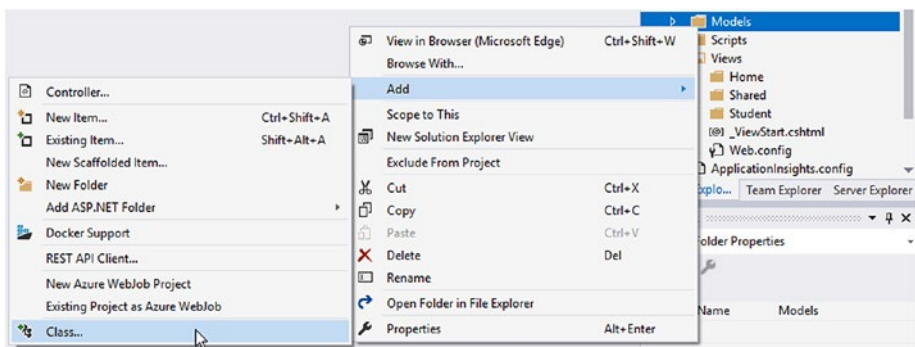 Models
Scripts
Views
Home
Shared
Student
_ViewStart.cshtml
Web.config
ApplicationInsights.config
View in Browser (Microsoft Edge) Ctrl+Shift+W
Browse With...
Add
Scope to This
New Solution Explorer View
Exclude From Project
Cut Ctrl+X
Copy Ctrl+C
Paste Ctrl+V
Delete Del
Rename
Open Folder in File Explorer
Properties Alt+Enter
Controller...
New Item... Ctrl+Shift+A
Existing Item... Shift+Alt+A
New Scaffolded Item...
New Folder
Add ASP.NET Folder
Docker Support
REST API Client...
New Azure WebJob Project
Existing Project as Azure WebJob
Class...
Team Explorer Server Explorer
Properties
Name Models